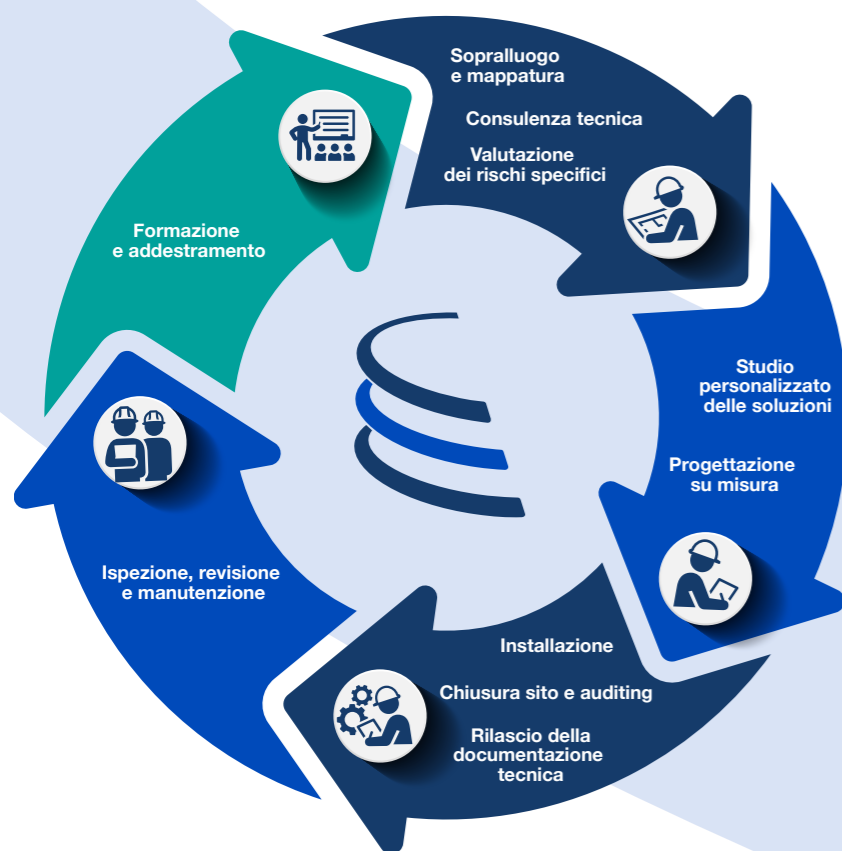 Sopralluogo
e mappatura
Consulenza tecnica
Valutazione
dei rischi specifici
Studio
personalizzato
delle soluzioni
Progettazione
su misura
Installazione
Chiusura sito e auditing
Rilascio della
documentazione
tecnica
Ispezione, revisione
e manutenzione
Formazione
e addestramento